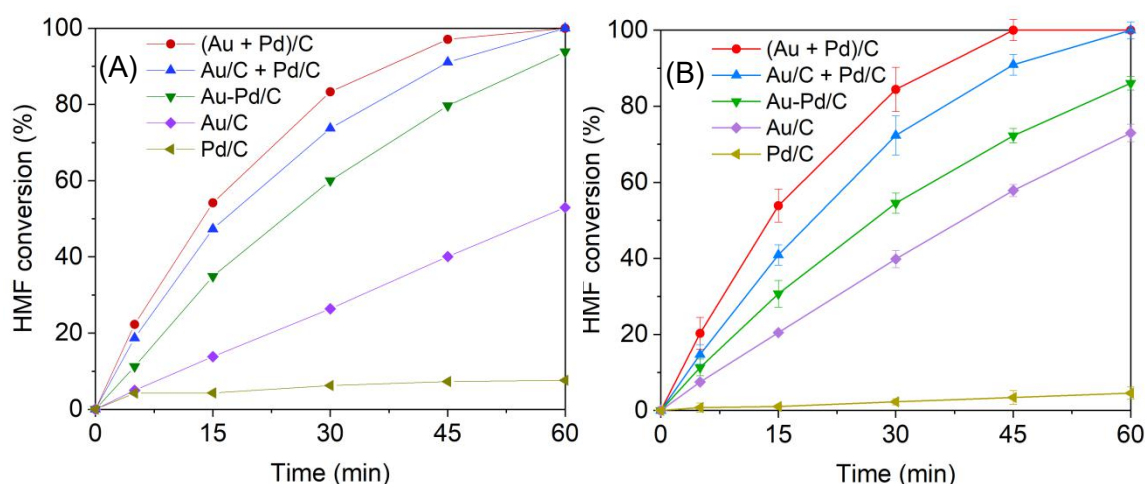 (A)
HMF conversion (%)
100
80
60
40
20
0
(Au + Pd)/C
Au/C + Pd/C
Au-Pd/C
Au/C
Pd/C
0 15 30 45 60
Time (min)
(B)
HMF conversion (%)
100
80
60
40
20
0
(Au + Pd)/C
Au/C + Pd/C
Au-Pd/C
Au/C
Pd/C
0 15 30 45 60
Time (min)